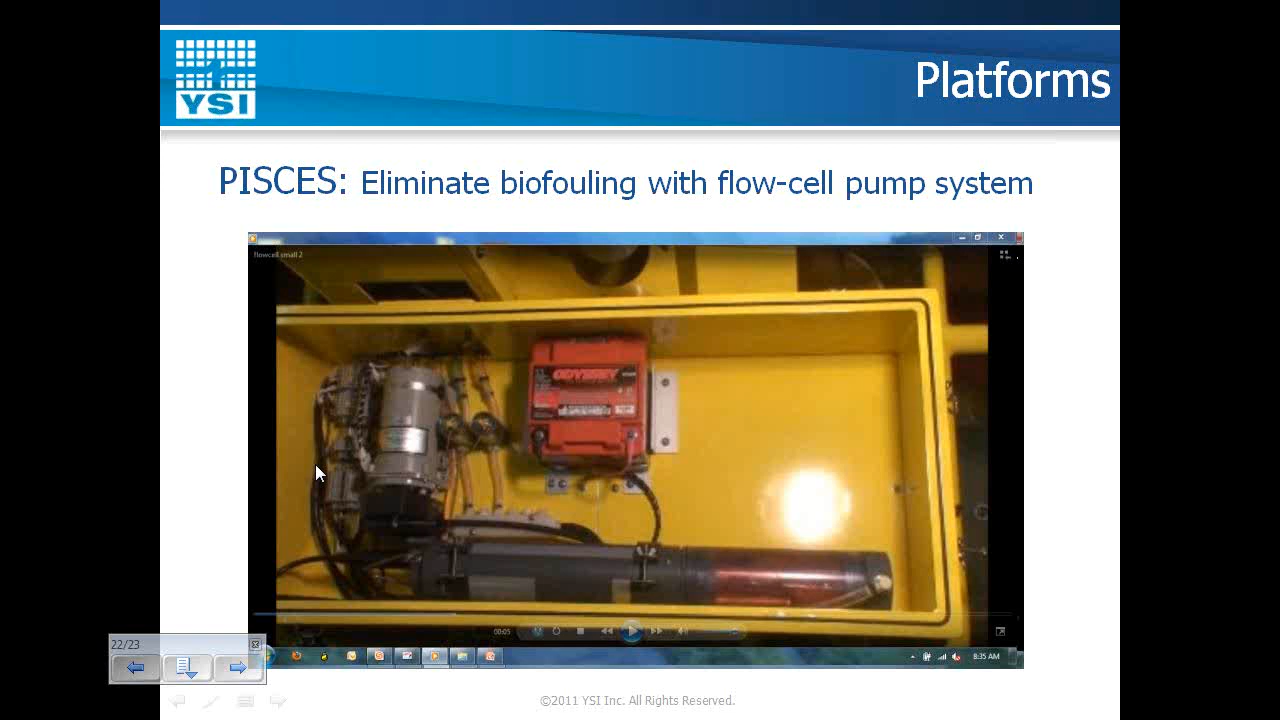 Platforms
YSI
PISCES: Eliminate biofouling with flow-cell pump system
flowcell small 2
ODYSSEY
00:05
8:35 AM
22/23
©2011 YSI Inc. All Rights Reserved.